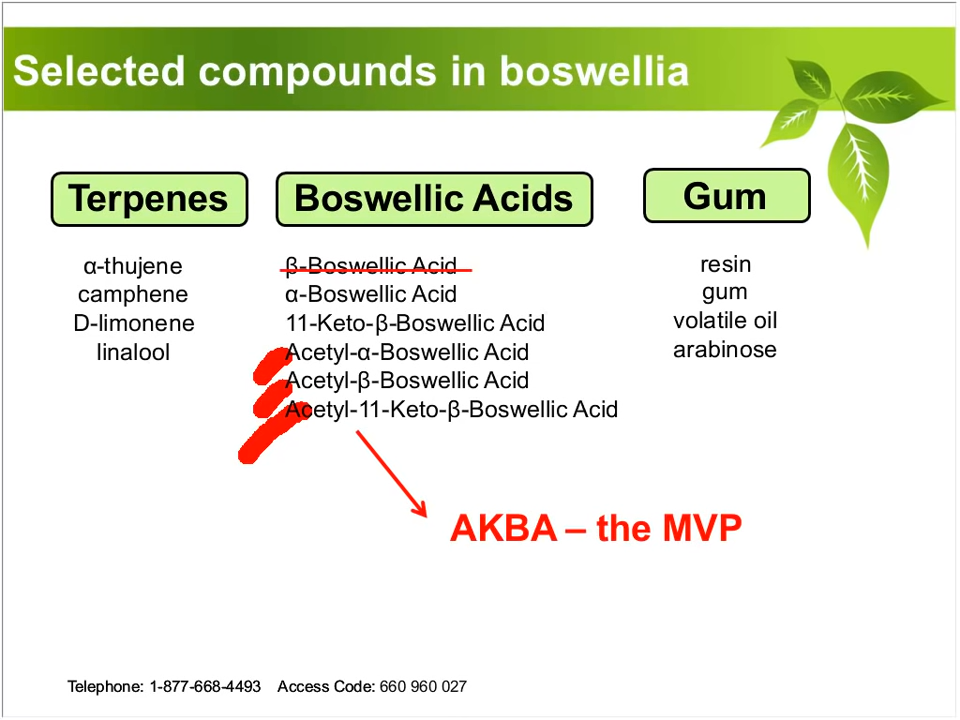 Selected compounds in boswellia
Terpenes
α-thujene
camphene
D-limonene
linalool
Boswellic Acids
β-Boswellic Acid
α-Boswellic Acid
11-Keto-β-Boswellic Acid
Acetyl-α-Boswellic Acid
Acetyl-β-Boswellic Acid
Acetyl-11-Keto-β-Boswellic Acid
Gum
resin
gum
volatile oil
arabinose
AKBA – the MVP
Telephone: 1-877-668-4493 Access Code: 660 960 027